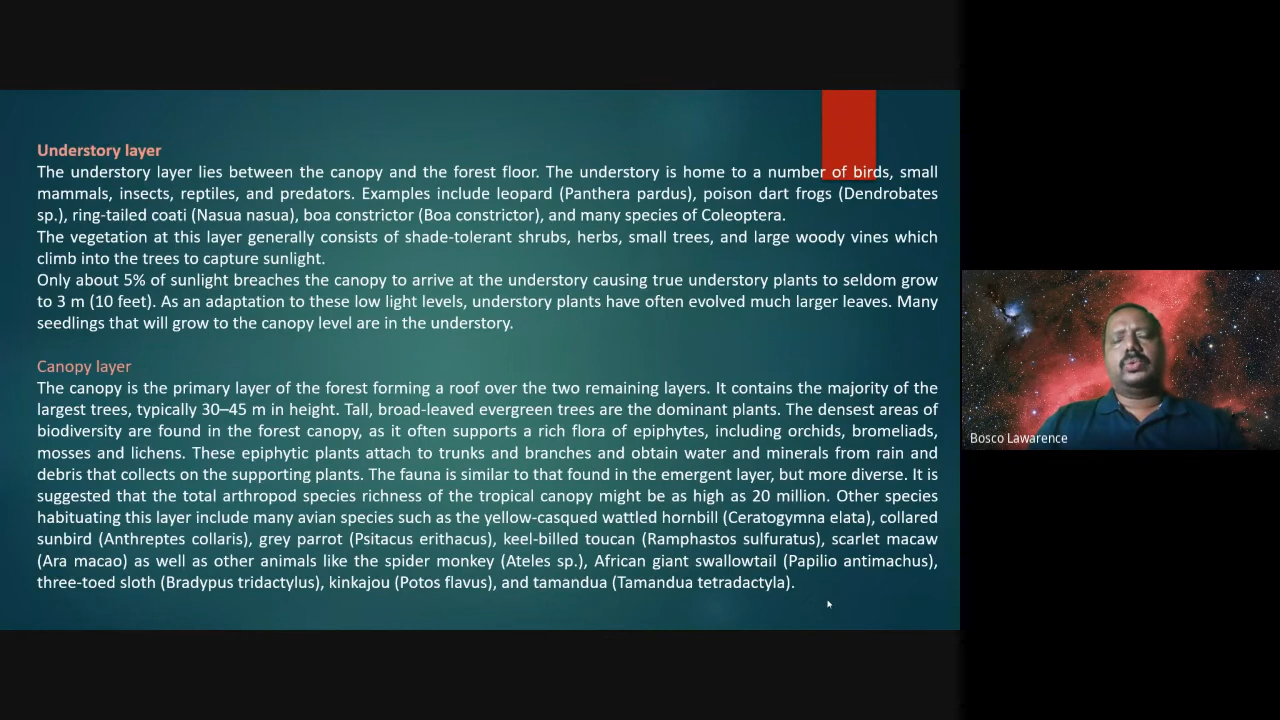 Understory layer
The understory layer lies between the canopy and the forest floor. The understory is home to a number of birds, small
mammals, insects, reptiles, and predators. Examples include leopard (Panthera pardus), poison dart frogs (Dendrobates
sp.), ring-tailed coati (Nasua nasua), boa constrictor (Boa constrictor), and many species of Coleoptera.
The vegetation at this layer generally consists of shade-tolerant shrubs, herbs, small trees, and large woody vines which
climb into the trees to capture sunlight.
Only about 5% of sunlight breaches the canopy to arrive at the understory causing true understory plants to seldom grow
to 3 m (10 feet). As an adaptation to these low light levels, understory plants have often evolved much larger leaves. Many
seedlings that will grow to the canopy level are in the understory.
Canopy layer
The canopy is the primary layer of the forest forming a roof over the two remaining layers. It contains the majority of the
largest trees, typically 30–45 m in height. Tall, broad-leaved evergreen trees are the dominant plants. The densest areas of
biodiversity are found in the forest canopy, as it often supports a rich flora of epiphytes, including orchids, bromeliads,
mosses and lichens. These epiphytic plants attach to trunks and branches and obtain water and minerals from rain and
debris that collects on the supporting plants. The fauna is similar to that found in the emergent layer, but more diverse. It is
suggested that the total arthropod species richness of the tropical canopy might be as high as 20 million. Other species
habituating this layer include many avian species such as the yellow-casqued wattled hornbill (Ceratogymna elata), collared
sunbird (Anthreptes collaris), grey parrot (Psitacus erithacus), keel-billed toucan (Ramphastos sulfuratus), scarlet macaw
(Ara macao) as well as other animals like the spider monkey (Ateles sp.), African giant swallowtail (Papilio antimachus),
three-toed sloth (Bradypus tridactylus), kinkajou (Potos flavus), and tamandua (Tamandua tetradactyla).
Bosco Lawarence